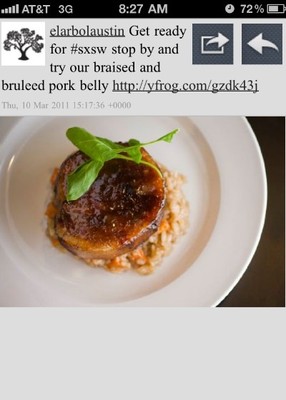 AT&T 3G 8:27 AM 72%
elarbolaustin Get ready
for #sxsw stop by and
try our braised and
bruleed pork belly http://yfrog.com/gzdk43j
Thu, 10 Mar 2011 15:17:36 +0000